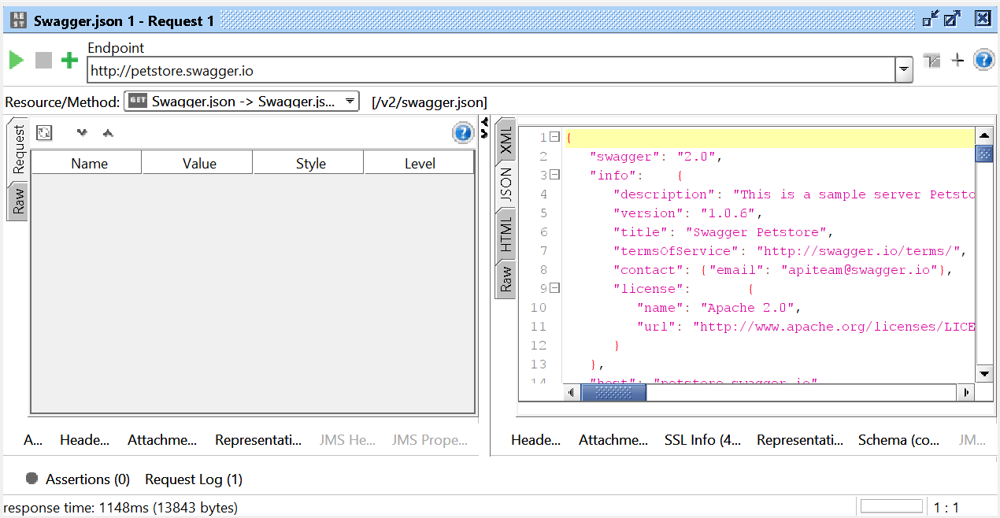 REST Swagger.json 1 - Request 1
Endpoint
http://petstore.swagger.io
Resource/Method: GET Swagger.json -> Swagger.js... [/v2/swagger.json]
Request
Raw
Name Value Style Level
XML
JSON
HTML
Raw
1 {
2 "swagger": "2.0",
3 "info": {
4 "description": "This is a sample server Petsto
5 "version": "1.0.6",
6 "title": "Swagger Petstore",
7 "termsOfService": "http://swagger.io/terms/",
8 "contact": {"email": "apiteam@swagger.io"},
9 "license": {
10 "name": "Apache 2.0",
11 "url": "http://www.apache.org/licenses/LICE
12 }
13 },
14 "host": "petstore.swagger.io"
A... Heade... Attachme... Representati... JMS He... JMS Prope...
Heade... Attachme... SSL Info (4... Representati... Schema (co... JM...
Assertions (0) Request Log (1)
response time: 1148ms (13843 bytes)
1 : 1